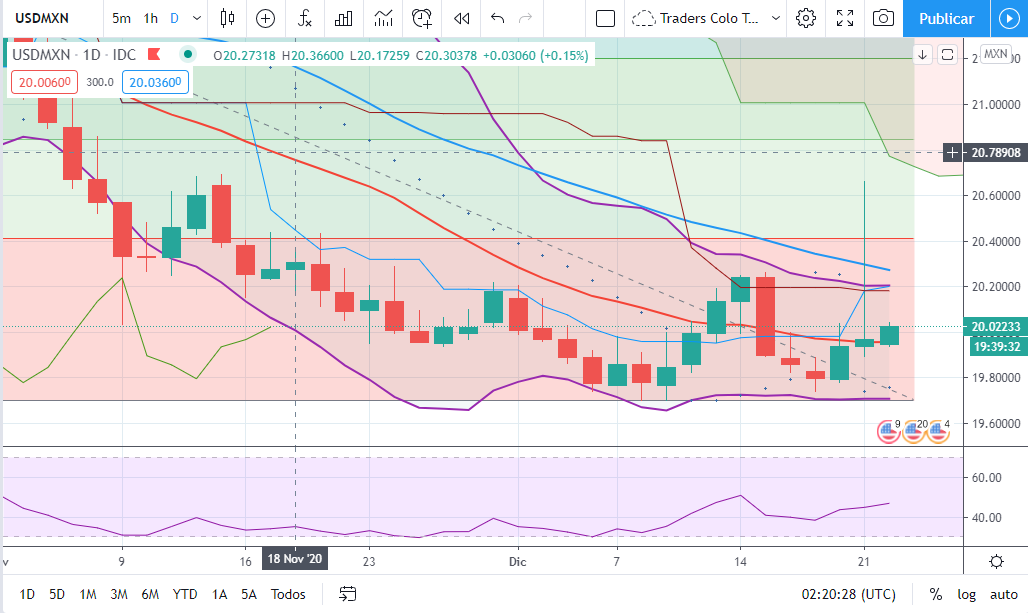 USDMXN 5m 1h D Traders Colo T... Publicar
USDMXN · 1D · IDC O20.27318 H20.36600 L20.17259 C20.30378 +0.03060 (+0.15%)
MXN
20.00600 300.0 20.03600
21.00000
20.78908
20.60000
20.40000
20.20000
20.02233
19:39:32
19.80000
19.60000
9 20 4
60.00
40.00
9 16 18 Nov '20 23 Dic 7 14 21
1D 5D 1M 3M 6M YTD 1A 5A Todos 02:20:28 (UTC) % log auto